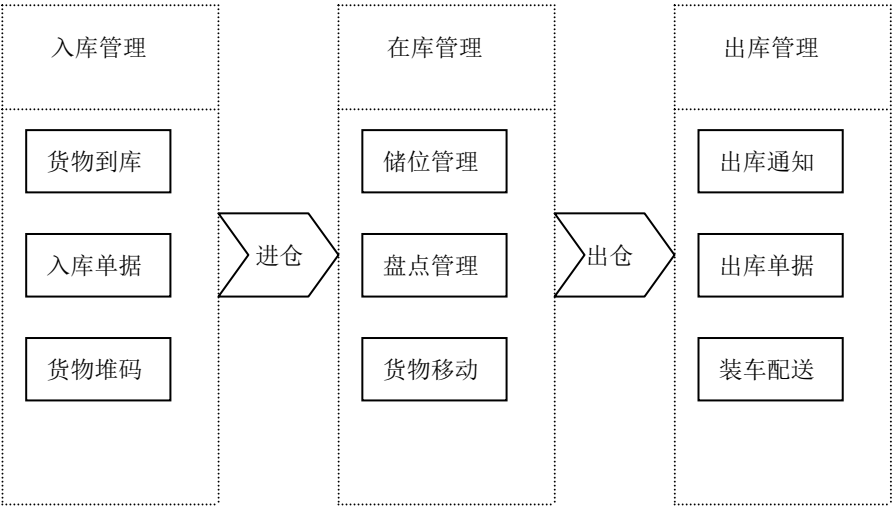 入库管理
货物到库
入库单据
货物堆码
进仓
在库管理
储位管理
盘点管理
货物移动
出仓
出库管理
出库通知
出库单据
装车配送